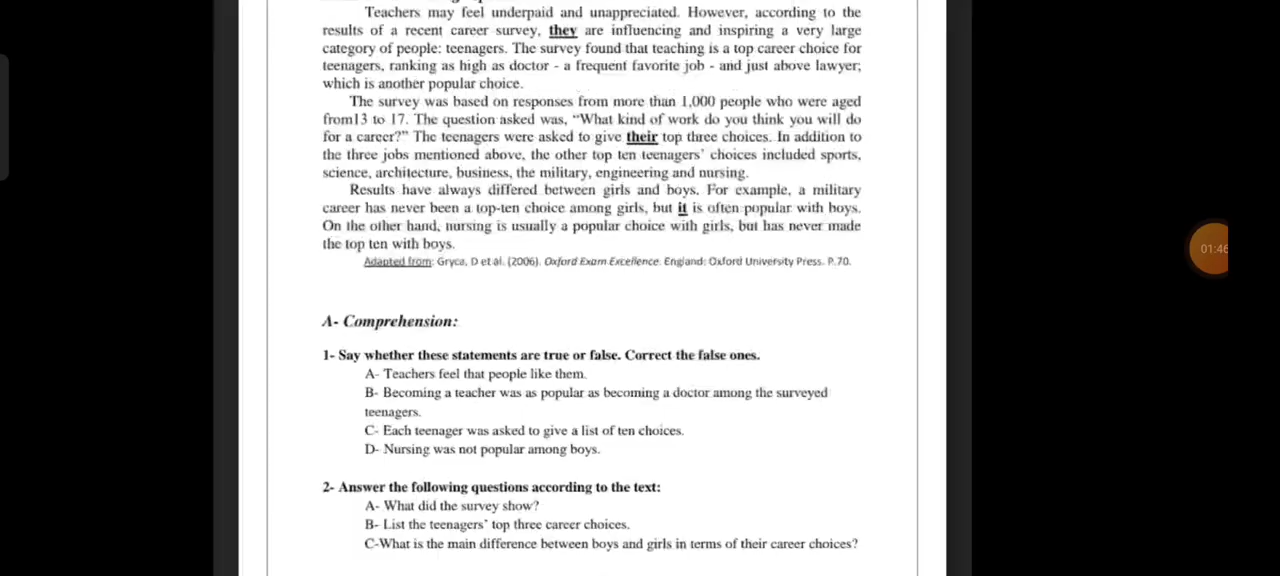 Teachers may feel underpaid and unappreciated. However, according to the
results of a recent career survey, they are influencing and inspiring a very large
category of people: teenagers. The survey found that teaching is a top career choice for
teenagers, ranking as high as doctor - a frequent favorite job - and just above lawyer;
which is another popular choice.
The survey was based on responses from more than 1,000 people who were aged
from13 to 17. The question asked was, “What kind of work do you think you will do
for a career?” The teenagers were asked to give their top three choices. In addition to
the three jobs mentioned above, the other top ten teenagers’ choices included sports,
science, architecture, business, the military, engineering and nursing.
Results have always differed between girls and boys. For example, a military
career has never been a top-ten choice among girls, but it is often popular with boys.
On the other hand, nursing is usually a popular choice with girls, but has never made
the top ten with boys.
Adapted from: Gryca, D et al. (2006). Oxford Exam Excellence. England: Oxford University Press. P.70.
A- Comprehension:
1- Say whether these statements are true or false. Correct the false ones.
A- Teachers feel that people like them.
B- Becoming a teacher was as popular as becoming a doctor among the surveyed
teenagers.
C- Each teenager was asked to give a list of ten choices.
D- Nursing was not popular among boys.
2- Answer the following questions according to the text:
A- What did the survey show?
B- List the teenagers’ top three career choices.
C-What is the main difference between boys and girls in terms of their career choices?
01:46